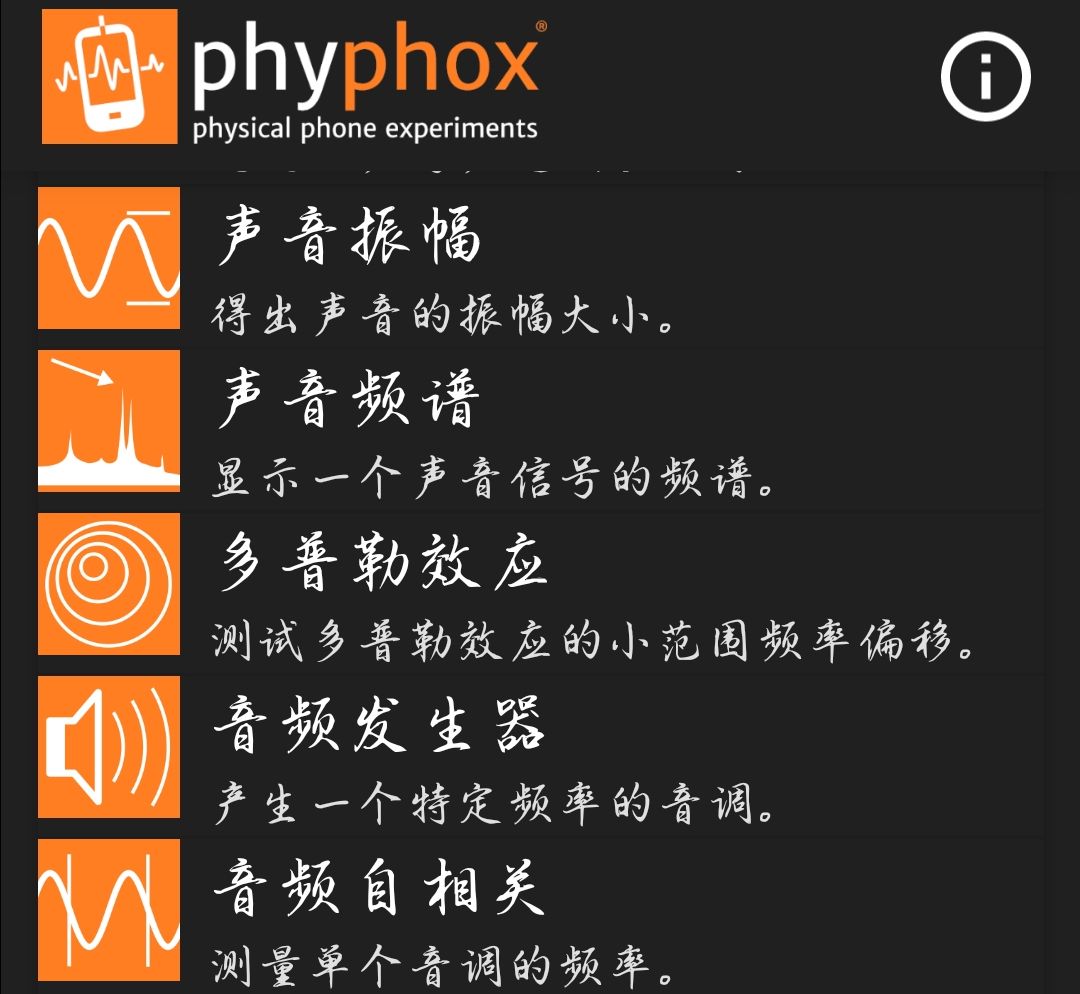 phyphox®
physical phone experiments
声音振幅
得出声音的振幅大小。
声音频谱
显示一个声音信号的频谱。
多普勒效应
测试多普勒效应的小范围频率偏移。
音频发生器
产生一个特定频率的音调。
音频自相关
测量单个音调的频率。